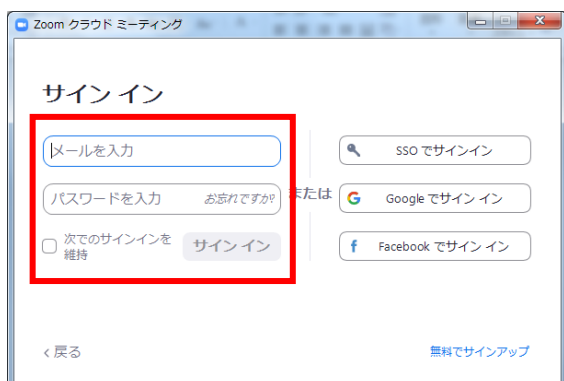 Zoom クラウド ミーティング
サイン イン
メールを入力
パスワードを入力 お忘れですか?
次でのサインインを
維持
サイン イン
または
SSO でサインイン
Google でサイン イン
Facebook でサイン イン
< 戻る
無料でサインアップ